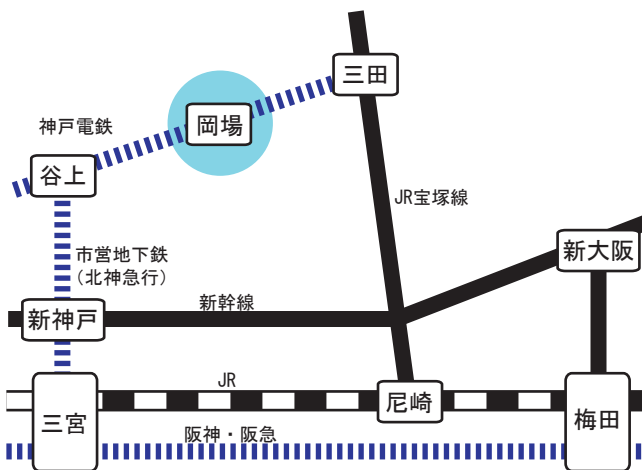 三田
岡場
神戸電鉄
谷上
JR宝塚線
市営地下鉄
(北神急行)
新大阪
新幹線
新神戸
JR
尼崎
三宮
梅田
阪神・阪急